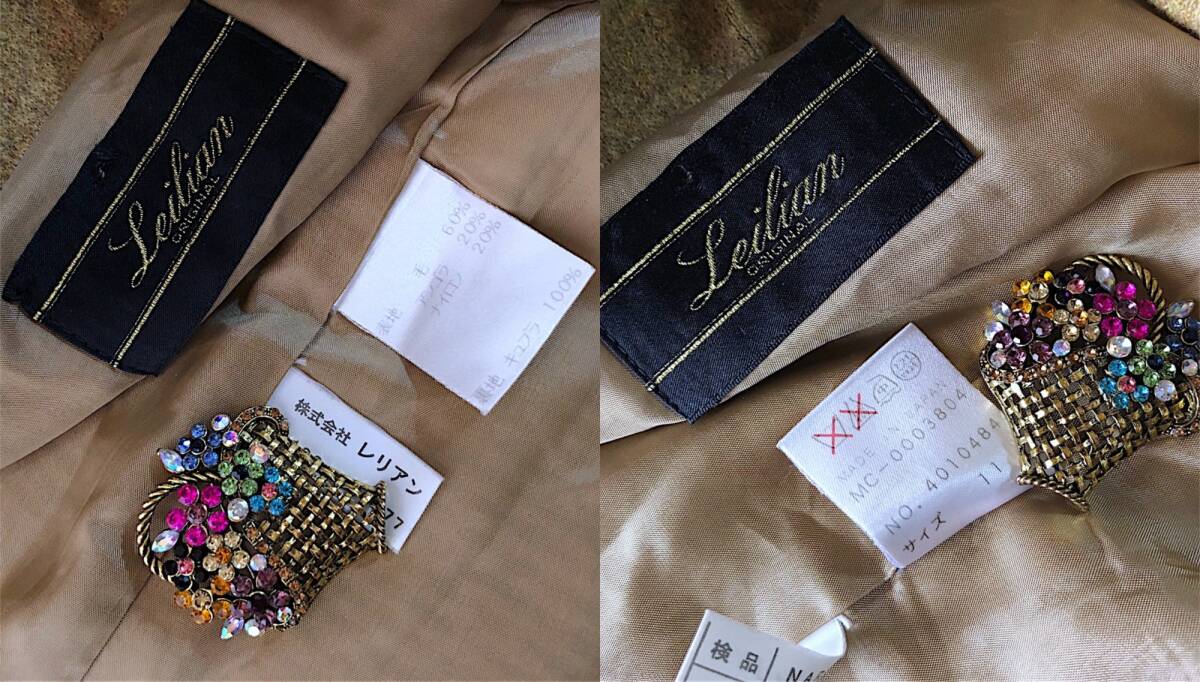 Leilian
ORIGINAL
表地 毛 60%
アンゴラ 20%
ナイロン 20%
裏地 キュプラ 100%
株式会社 レリアン
77
Leilian
ORIGINAL
MADE IN JAPAN
MC-0003804
NO. 4010484
サイズ 11
検品